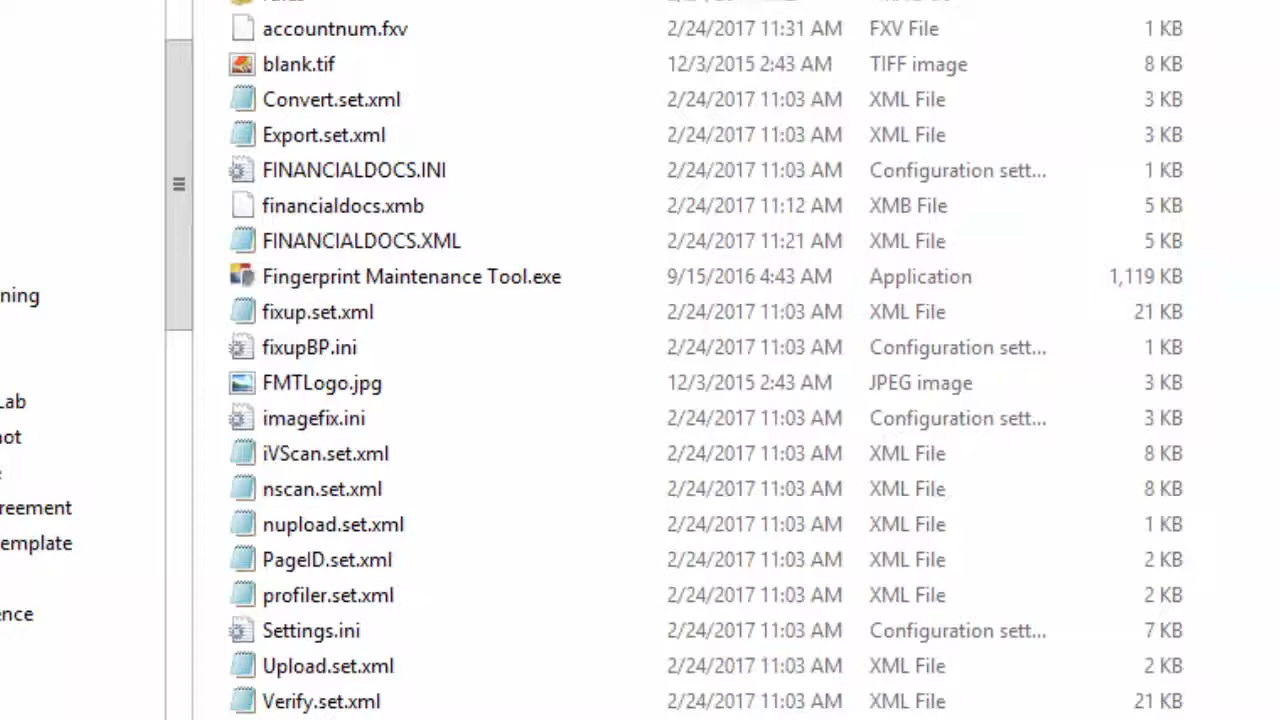 accountnum.fxv 2/24/2017 11:31 AM FXV File 1 KB
blank.tif 12/3/2015 2:43 AM TIFF image 8 KB
Convert.set.xml 2/24/2017 11:03 AM XML File 3 KB
Export.set.xml 2/24/2017 11:03 AM XML File 3 KB
FINANCIALDOCS.INI 2/24/2017 11:03 AM Configuration sett... 1 KB
financialdocs.xmb 2/24/2017 11:12 AM XMB File 5 KB
FINANCIALDOCS.XML 2/24/2017 11:21 AM XML File 5 KB
Fingerprint Maintenance Tool.exe 9/15/2016 4:43 AM Application 1,119 KB
ning
fixup.set.xml 2/24/2017 11:03 AM XML File 21 KB
fixupBP.ini 2/24/2017 11:03 AM Configuration sett... 1 KB
FMTLogo.jpg 12/3/2015 2:43 AM JPEG image 3 KB
Lab
imagefix.ini 2/24/2017 11:03 AM Configuration sett... 3 KB
not
iVScan.set.xml 2/24/2017 11:03 AM XML File 8 KB
nscan.set.xml 2/24/2017 11:03 AM XML File 8 KB
reement
nupload.set.xml 2/24/2017 11:03 AM XML File 1 KB
emplate
PageID.set.xml 2/24/2017 11:03 AM XML File 2 KB
profiler.set.xml 2/24/2017 11:03 AM XML File 2 KB
ence
Settings.ini 2/24/2017 11:03 AM Configuration sett... 7 KB
Upload.set.xml 2/24/2017 11:03 AM XML File 2 KB
Verify.set.xml 2/24/2017 11:03 AM XML File 21 KB